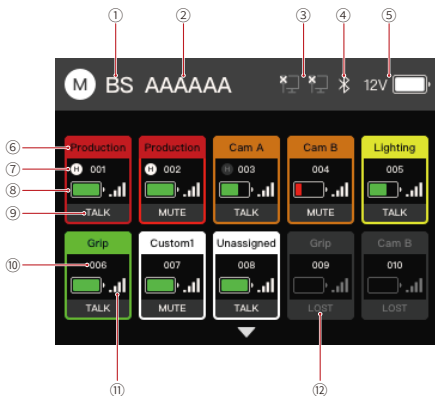 ① ② ③ ④ ⑤
M BS AAAAAA 12V
⑥ Production Production Cam A Cam B Lighting
⑦ H 001 H 002 H 003 004 005
⑧
⑨ TALK MUTE TALK MUTE TALK
Grip Custom1 Unassigned Grip Cam B
⑩ 006 007 008 009 010
TALK MUTE TALK LOST LOST
⑪ ⑫